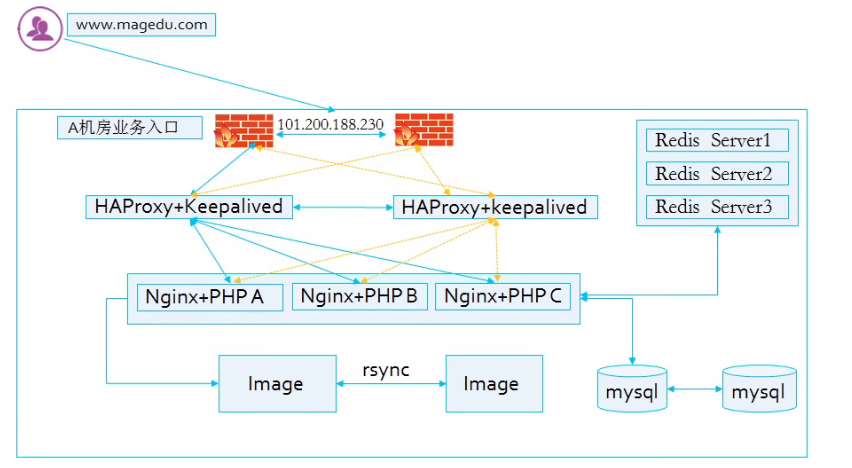 www.magedu.com
A机房业务入口
101.200.188.230
Redis Server1
Redis Server2
Redis Server3
HAProxy+Keepalived
HAProxy+keepalived
Nginx+PHP A
Nginx+PHP B
Nginx+PHP C
Image
rsync
Image
mysql
mysql